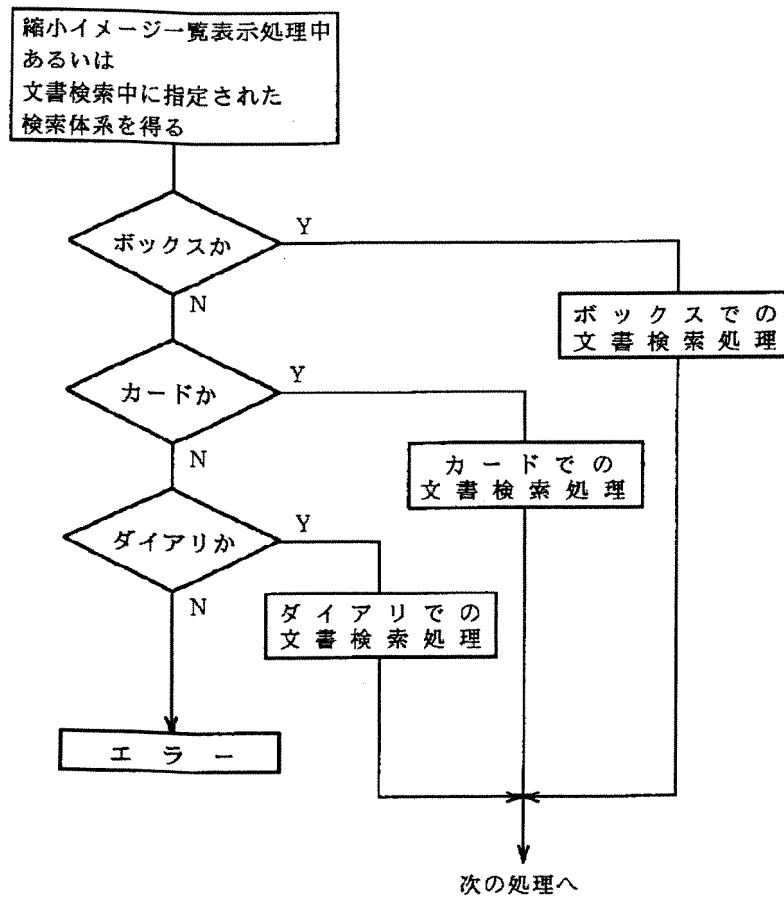 縮小イメージ一覧表示処理中
あるいは
文書検索中に指定された
検索体系を得る
ボックスか
Y
N
ボックスでの
文書検索処理
カードか
Y
N
カードでの
文書検索処理
ダイアリか
Y
N
ダイアリでの
文書検索処理
エラー
次の処理へ